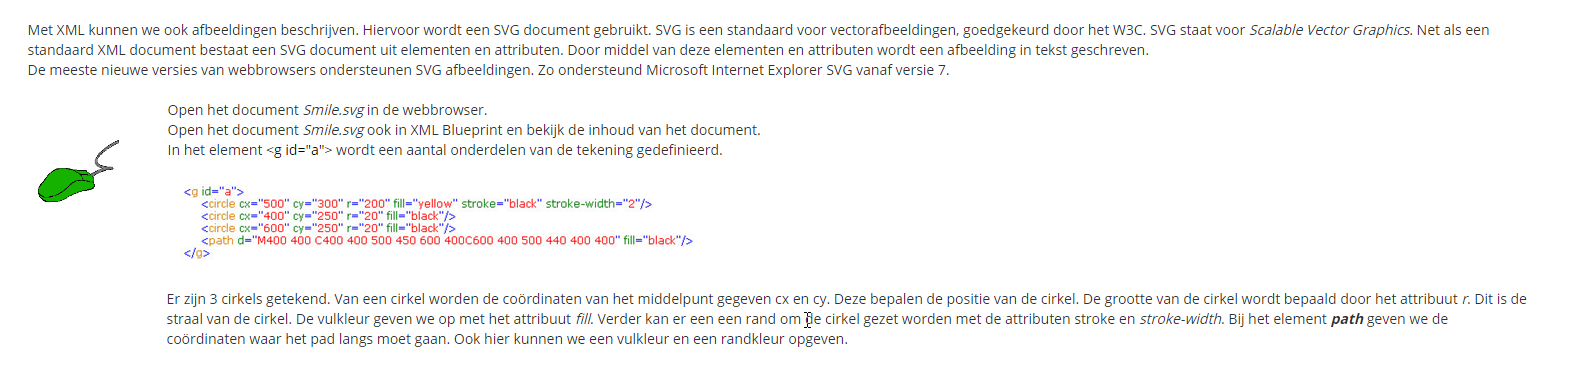 Met XML kunnen we ook afbeeldingen beschrijven. Hiervoor wordt een SVG document gebruikt. SVG is een standaard voor vectorafbeeldingen, goedgekeurd door het W3C. SVG staat voor Scalable Vector Graphics. Net als een
standaard XML document bestaat een SVG document uit elementen en attributen. Door middel van deze elementen en attributen wordt een afbeelding in tekst geschreven.
De meeste nieuwe versies van webbrowsers ondersteunen SVG afbeeldingen. Zo ondersteund Microsoft Internet Explorer SVG vanaf versie 7.
Open het document Smile.svg in de webbrowser.
Open het document Smile.svg ook in XML Blueprint en bekijk de inhoud van het document.
In het element <g id="a"> wordt een aantal onderdelen van de tekening gedefinieerd.
<g id="a">
<circle cx="500" cy="300" r="200" fill="yellow" stroke="black" stroke-width="2"/>
<circle cx="400" cy="250" r="20" fill="black"/>
<circle cx="600" cy="250" r="20" fill="black"/>
<path d="M400 400 C400 400 500 450 600 400C600 400 500 440 400 400" fill="black"/>
</g>
Er zijn 3 cirkels getekend. Van een cirkel worden de coördinaten van het middelpunt gegeven cx en cy. Deze bepalen de positie van de cirkel. De grootte van de cirkel wordt bepaald door het attribuut r. Dit is de
straal van de cirkel. De vulkleur geven we op met het attribuut fill. Verder kan er een een rand om de cirkel gezet worden met de attributen stroke en stroke-width. Bij het element path geven we de
coördinaten waar het pad langs moet gaan. Ook hier kunnen we een vulkleur en een randkleur opgeven.